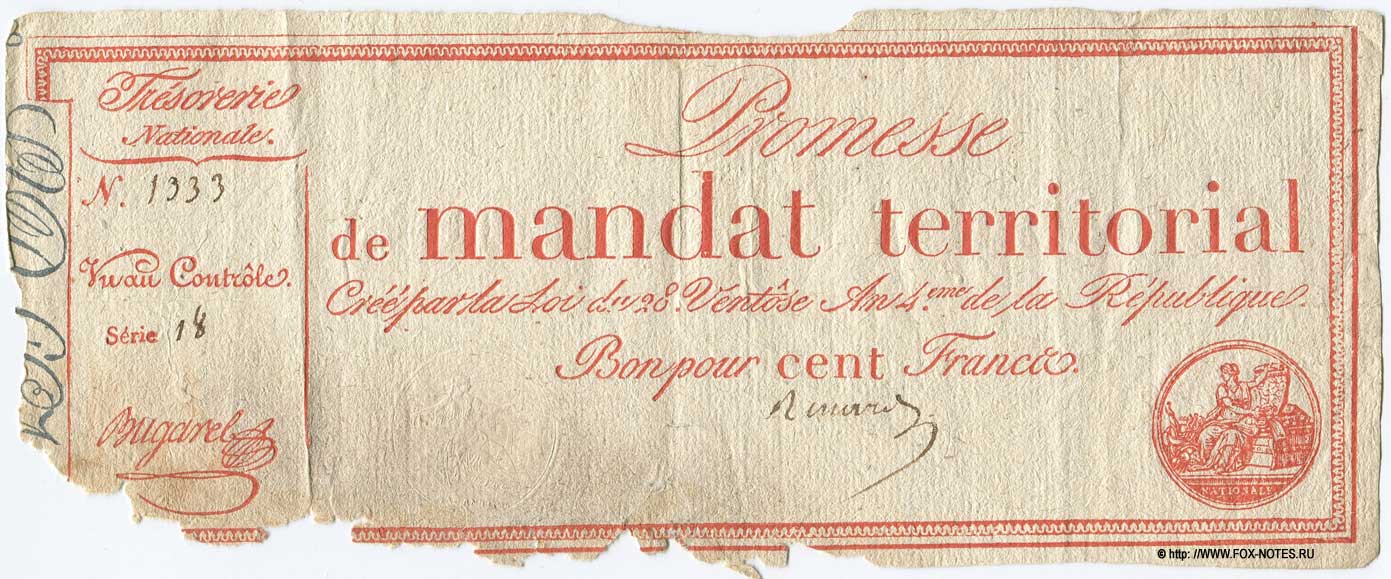 Trésorerie
Nationale.
N. 1333
Vu au Contrôle.
Série 18
Bugarel
Promesse
de mandat territorial
Créé par la Loi du 28. Ventôse An 4.eme de la République.
Bon pour cent Francs.
NATIONALE
© http: //WWW.FOX-NOTES.RU